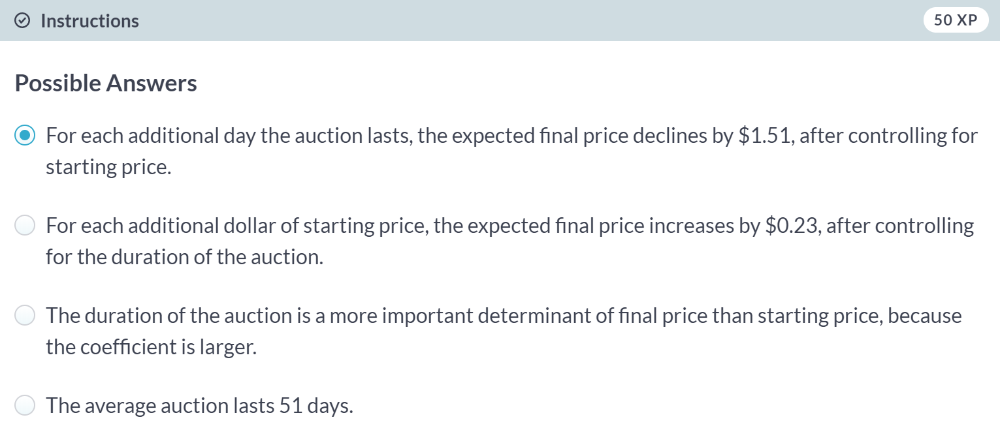 Instructions
50 XP
Possible Answers
For each additional day the auction lasts, the expected final price declines by $1.51, after controlling for
starting price.
For each additional dollar of starting price, the expected final price increases by $0.23, after controlling
for the duration of the auction.
The duration of the auction is a more important determinant of final price than starting price, because
the coefficient is larger.
The average auction lasts 51 days.